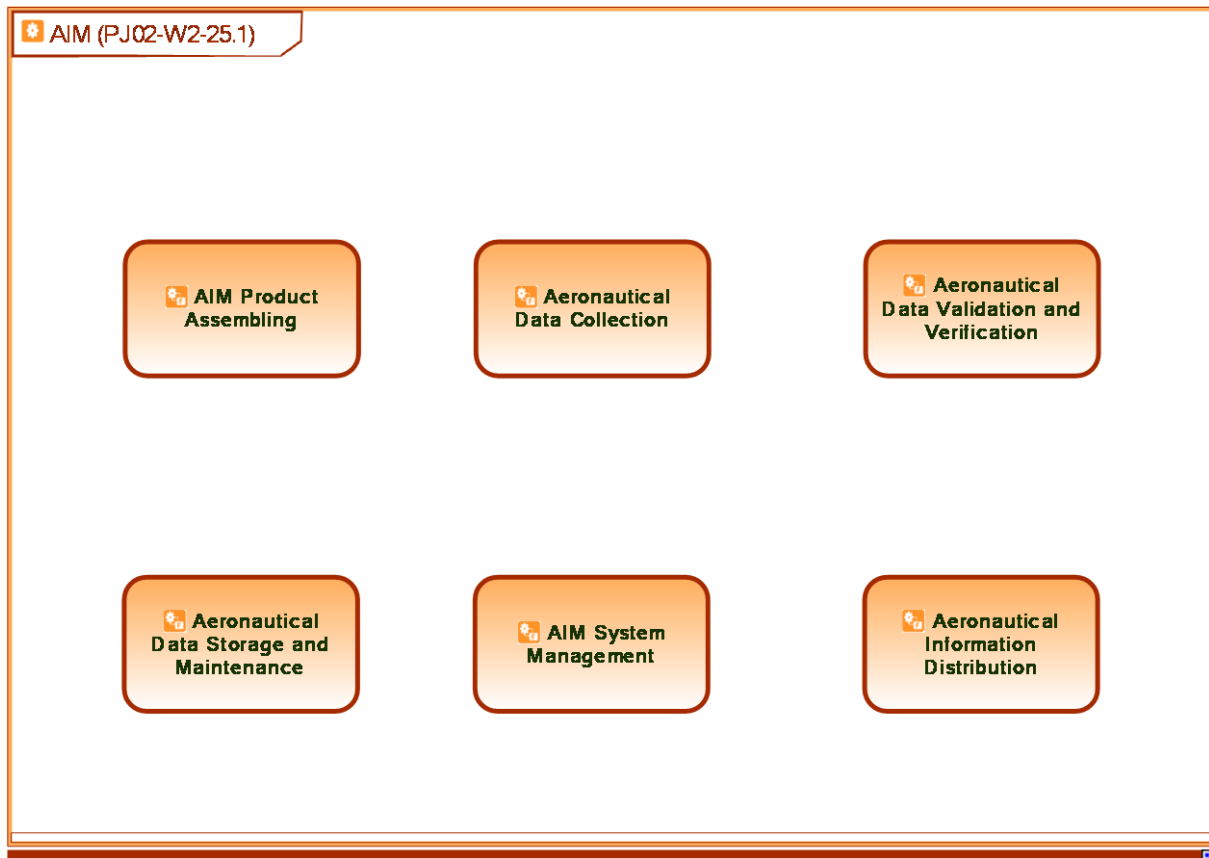 AIM (PJ02-W2-25.1)
AIM Product
Assembling
Aeronautical
Data Collection
Aeronautical
Data Validation and
Verification
Aeronautical
Data Storage and
Maintenance
AIM System
Management
Aeronautical
Information
Distribution